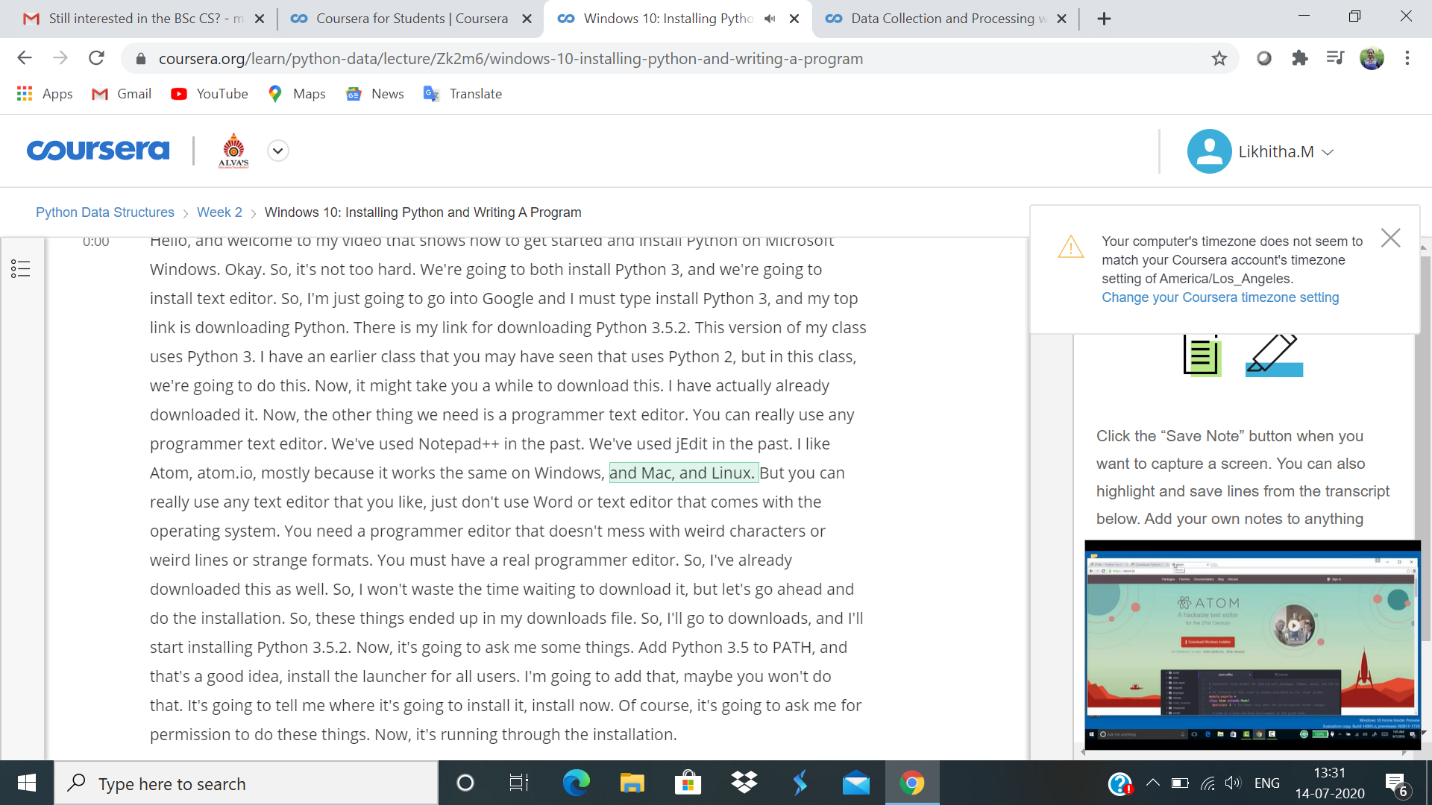 Still interested in the BSc CS? - m
Coursera for Students | Coursera
Windows 10: Installing Pytho
Data Collection and Processing w
coursera.org/learn/python-data/lecture/Zk2m6/windows-10-installing-python-and-writing-a-program
Apps Gmail YouTube Maps News Translate
coursera ALVA'S Likhitha.M
Python Data Structures > Week 2 > Windows 10: Installing Python and Writing A Program
0:00
Hello, and welcome to my video that shows how to get started and install Python on Microsoft
Windows. Okay. So, it's not too hard. We're going to both install Python 3, and we're going to
install text editor. So, I'm just going to go into Google and I must type install Python 3, and my top
link is downloading Python. There is my link for downloading Python 3.5.2. This version of my class
uses Python 3. I have an earlier class that you may have seen that uses Python 2, but in this class,
we're going to do this. Now, it might take you a while to download this. I have actually already
downloaded it. Now, the other thing we need is a programmer text editor. You can really use any
programmer text editor. We've used Notepad++ in the past. We've used jEdit in the past. I like
Atom, atom.io, mostly because it works the same on Windows, and Mac, and Linux. But you can
really use any text editor that you like, just don't use Word or text editor that comes with the
operating system. You need a programmer editor that doesn't mess with weird characters or
weird lines or strange formats. You must have a real programmer editor. So, I've already
downloaded this as well. So, I won't waste the time waiting to download it, but let's go ahead and
do the installation. So, these things ended up in my downloads file. So, I'll go to downloads, and I'll
start installing Python 3.5.2. Now, it's going to ask me some things. Add Python 3.5 to PATH, and
that's a good idea, install the launcher for all users. I'm going to add that, maybe you won't do
that. It's going to tell me where it's going to install it, install now. Of course, it's going to ask me for
permission to do these things. Now, it's running through the installation.
Your computer's timezone does not seem to
match your Coursera account's timezone
setting of America/Los_Angeles.
Change your Coursera timezone setting
Click the “Save Note” button when you
want to capture a screen. You can also
highlight and save lines from the transcript
below. Add your own notes to anything
ATOM
A hackable text editor
for the 21st Century
Download Windows Installer
Type here to search
ENG
13:31
14-07-2020
6